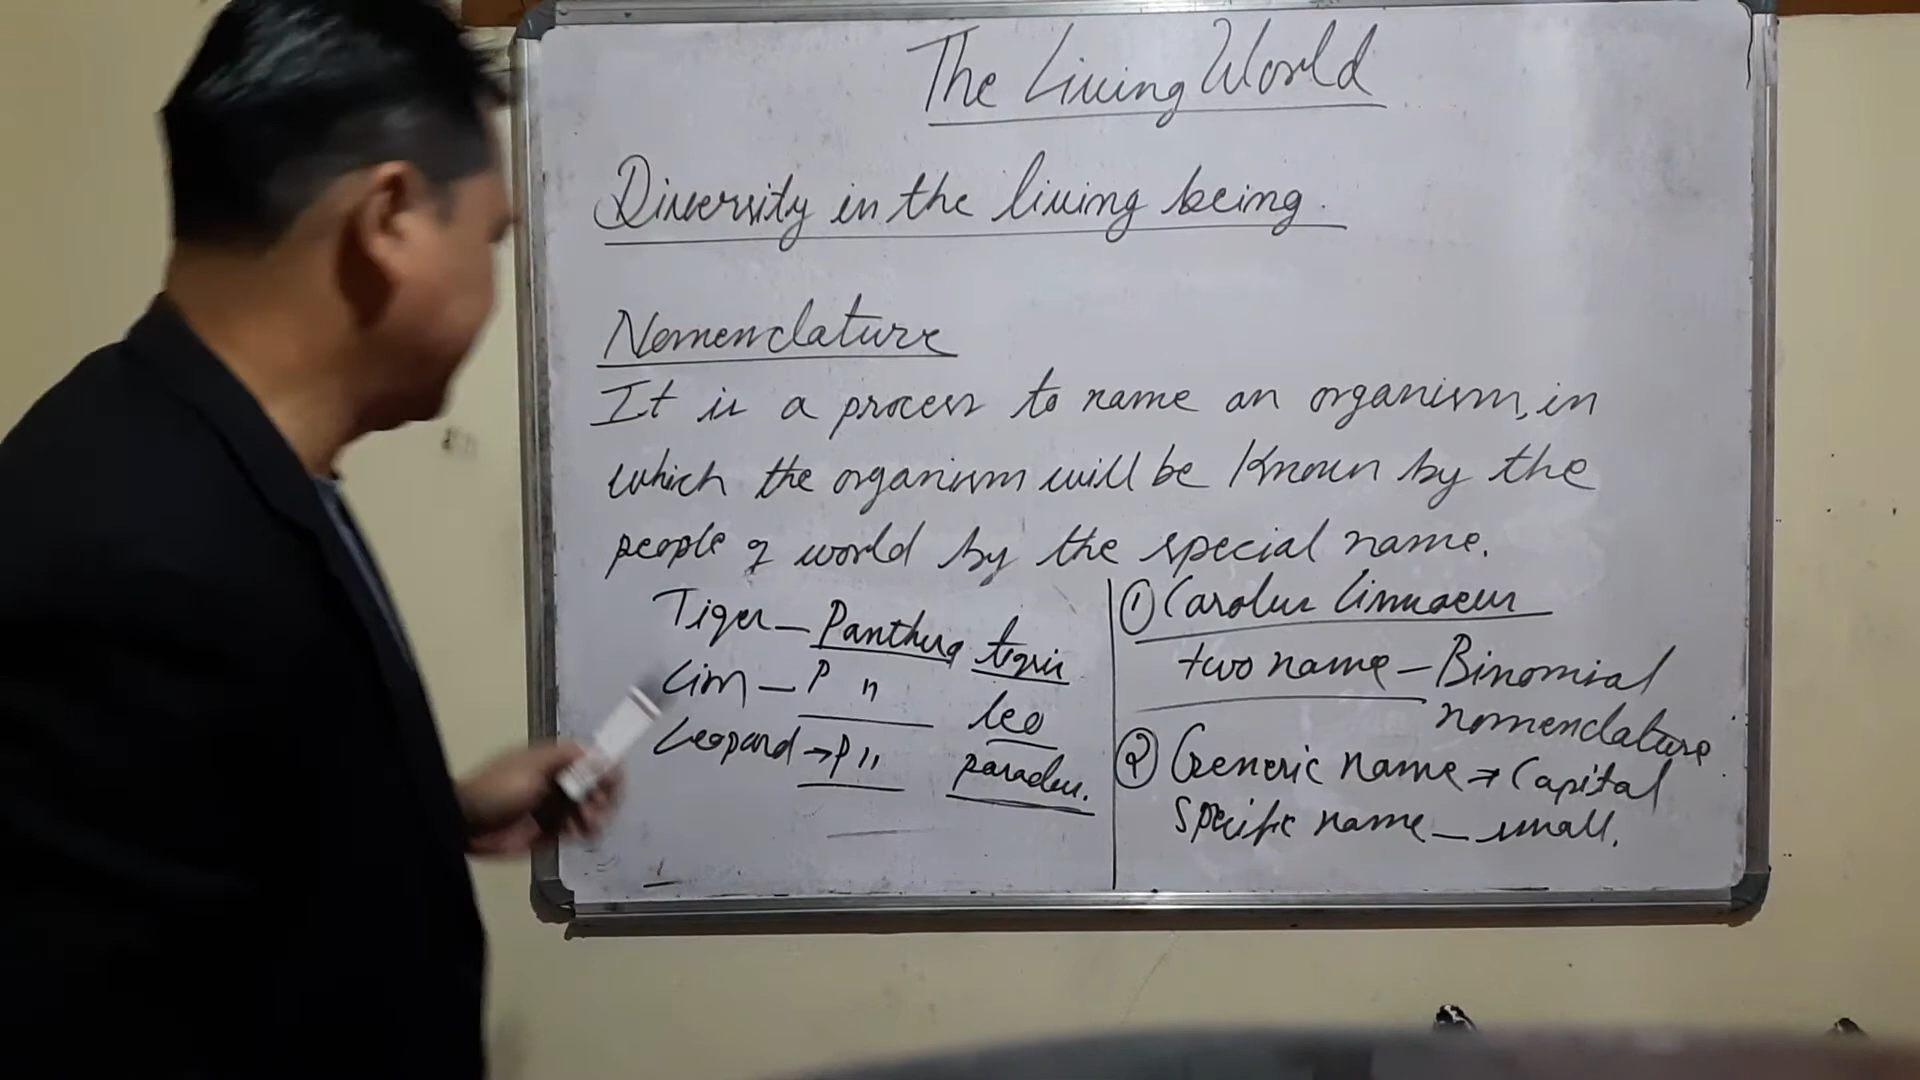 The Living World
Diversity in the living being.
Nomenclature
It is a process to name an organism, in
which the organism will be Known by the
people of world by the special name.
Tiger – Panthera tigris
Lion – P " leo
Leopard → P " paradus.
① Carolus Linnaeus
two name – Binomial
nomenclature
② Generic name → Capital
Specific name – small.